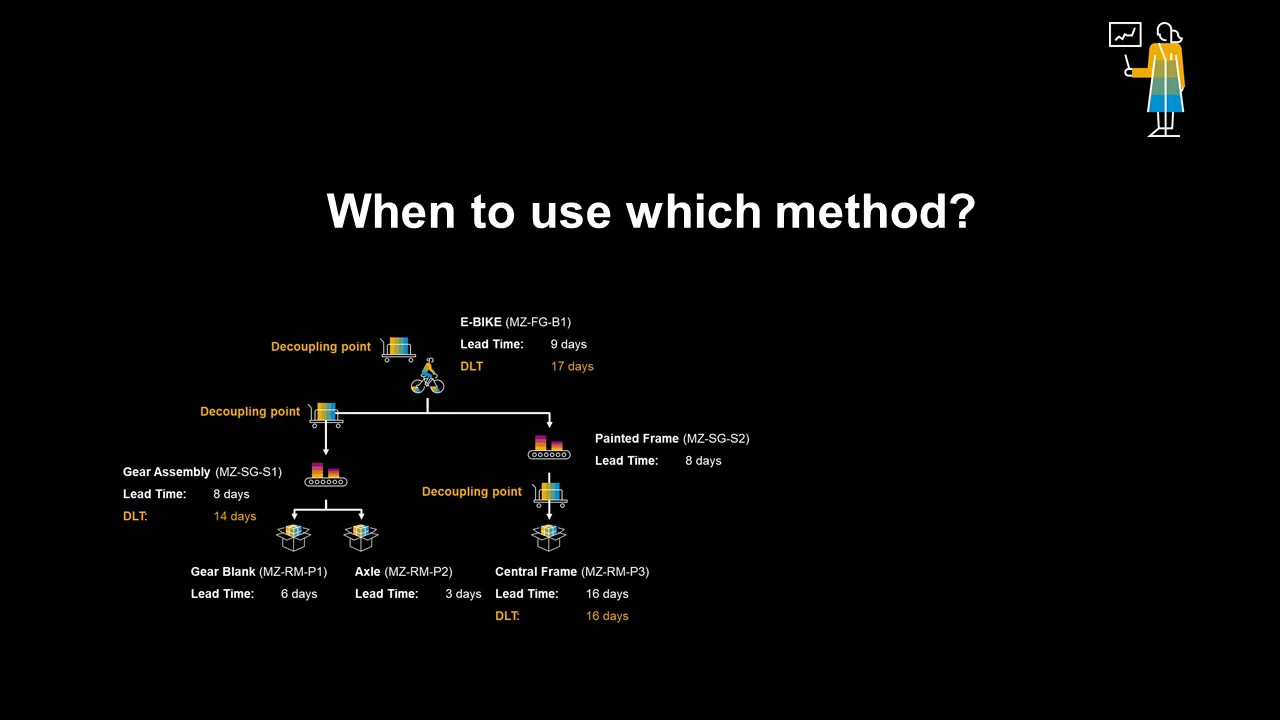 When to use which method?
E-BIKE (MZ-FG-B1)
Decoupling point
Lead Time: 9 days
DLT 17 days
Decoupling point
Painted Frame (MZ-SG-S2)
Lead Time: 8 days
Gear Assembly (MZ-SG-S1)
Lead Time: 8 days
DLT: 14 days
Decoupling point
Gear Blank (MZ-RM-P1)
Lead Time: 6 days
Axle (MZ-RM-P2)
Lead Time: 3 days
Central Frame (MZ-RM-P3)
Lead Time: 16 days
DLT: 16 days